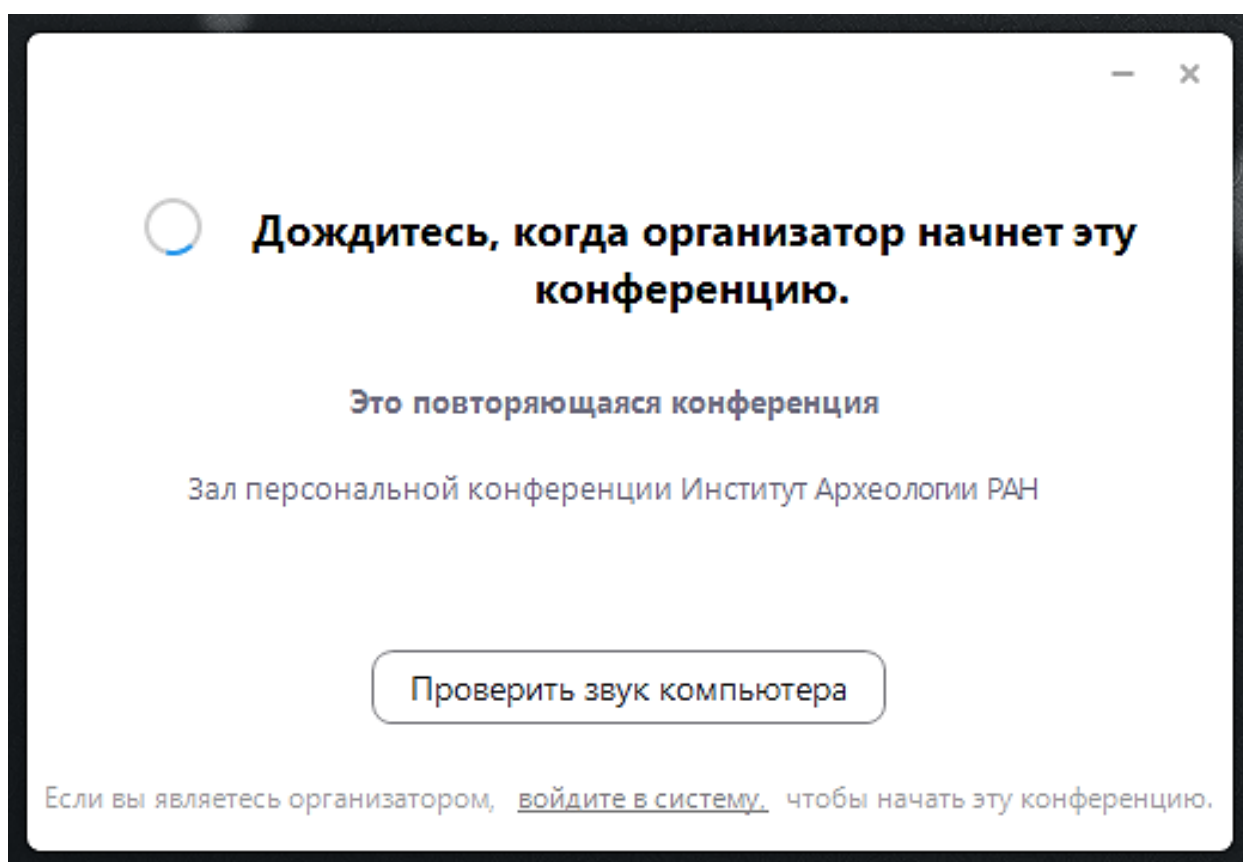 Дождитесь, когда организатор начнет эту
конференцию.
Это повторяющаяся конференция
Зал персональной конференции Институт Археологии РАН
Проверить звук компьютера
Если вы являетесь организатором, войдите в систему, чтобы начать эту конференцию.